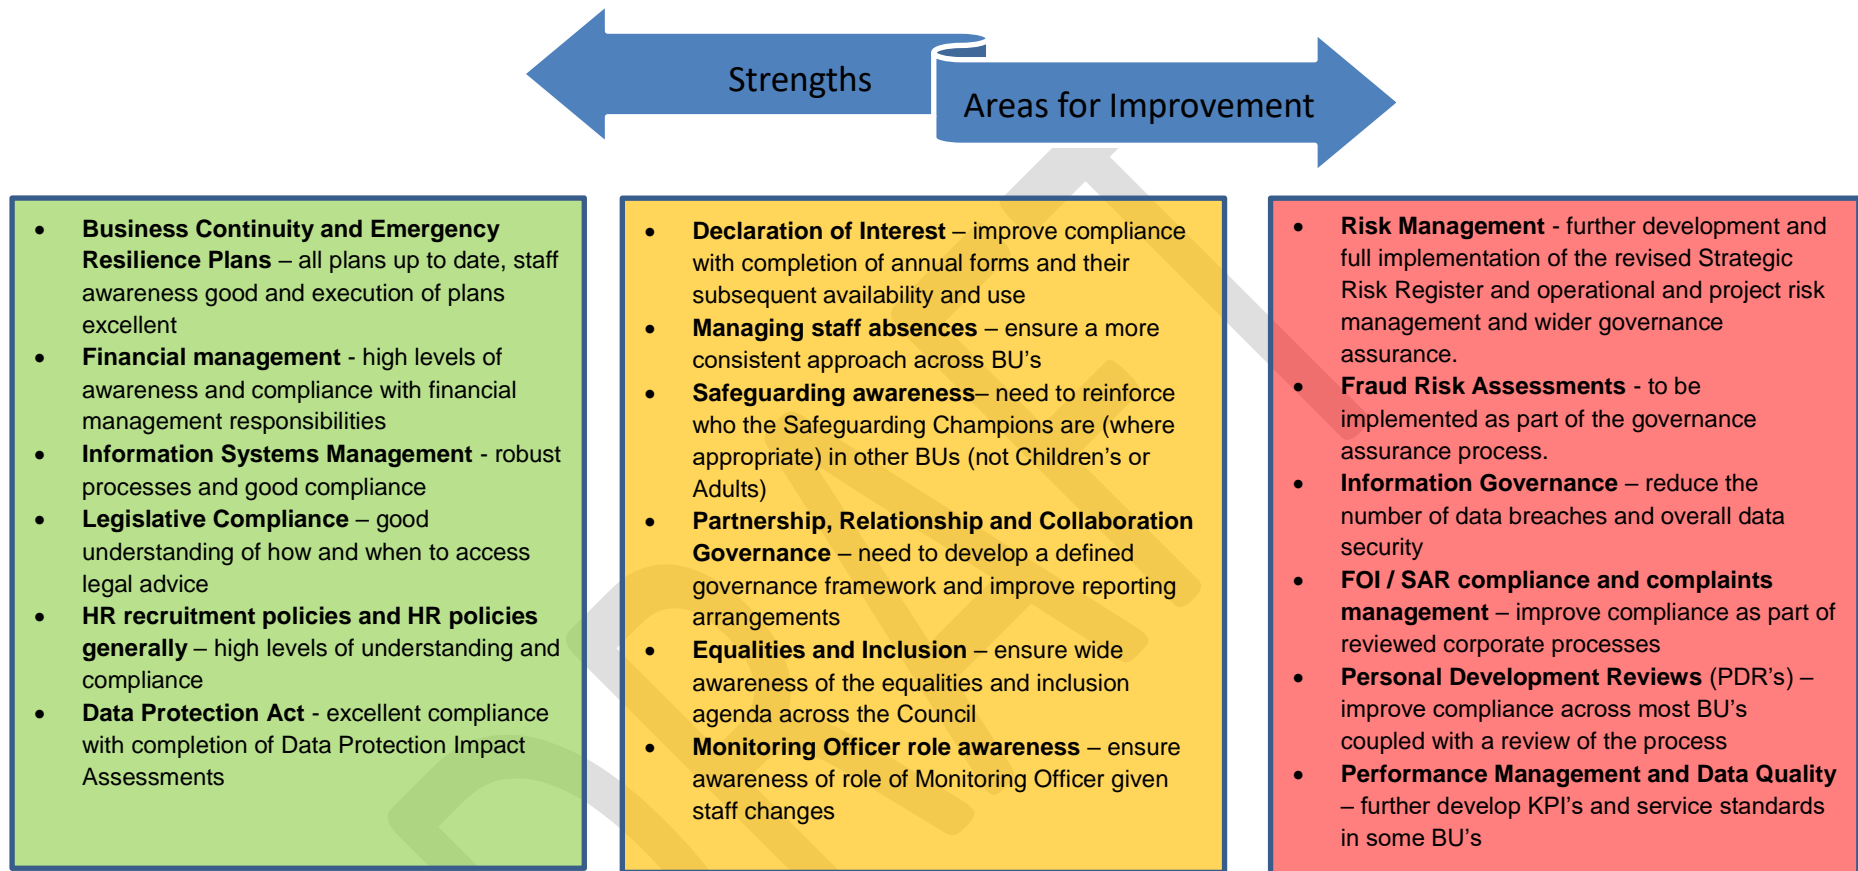 Strengths
Areas for Improvement
• Business Continuity and Emergency
Resilience Plans – all plans up to date, staff
awareness good and execution of plans
excellent
• Financial management - high levels of
awareness and compliance with financial
management responsibilities
• Information Systems Management - robust
processes and good compliance
• Legislative Compliance – good
understanding of how and when to access
legal advice
• HR recruitment policies and HR policies
generally – high levels of understanding and
compliance
• Data Protection Act - excellent compliance
with completion of Data Protection Impact
Assessments
• Declaration of Interest – improve compliance
with completion of annual forms and their
subsequent availability and use
• Managing staff absences – ensure a more
consistent approach across BU’s
• Safeguarding awareness– need to reinforce
who the Safeguarding Champions are (where
appropriate) in other BUs (not Children’s or
Adults)
• Partnership, Relationship and Collaboration
Governance – need to develop a defined
governance framework and improve reporting
arrangements
• Equalities and Inclusion – ensure wide
awareness of the equalities and inclusion
agenda across the Council
• Monitoring Officer role awareness – ensure
awareness of role of Monitoring Officer given
staff changes
• Risk Management - further development and
full implementation of the revised Strategic
Risk Register and operational and project risk
management and wider governance
assurance.
• Fraud Risk Assessments - to be
implemented as part of the governance
assurance process.
• Information Governance – reduce the
number of data breaches and overall data
security
• FOI / SAR compliance and complaints
management – improve compliance as part of
reviewed corporate processes
• Personal Development Reviews (PDR’s) –
improve compliance across most BU’s
coupled with a review of the process
• Performance Management and Data Quality
– further develop KPI’s and service standards
in some BU’s
DRAFT